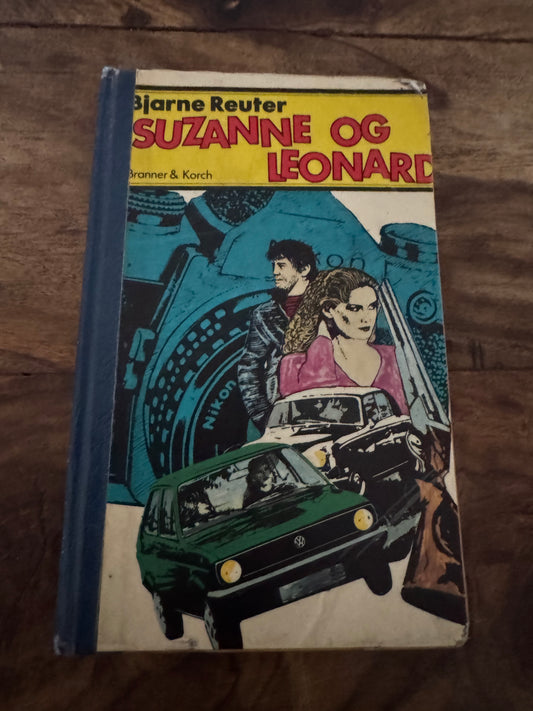 Bjarne Reuter
SUZANNE OG
LEONARD
Branner & Korch
Nikon